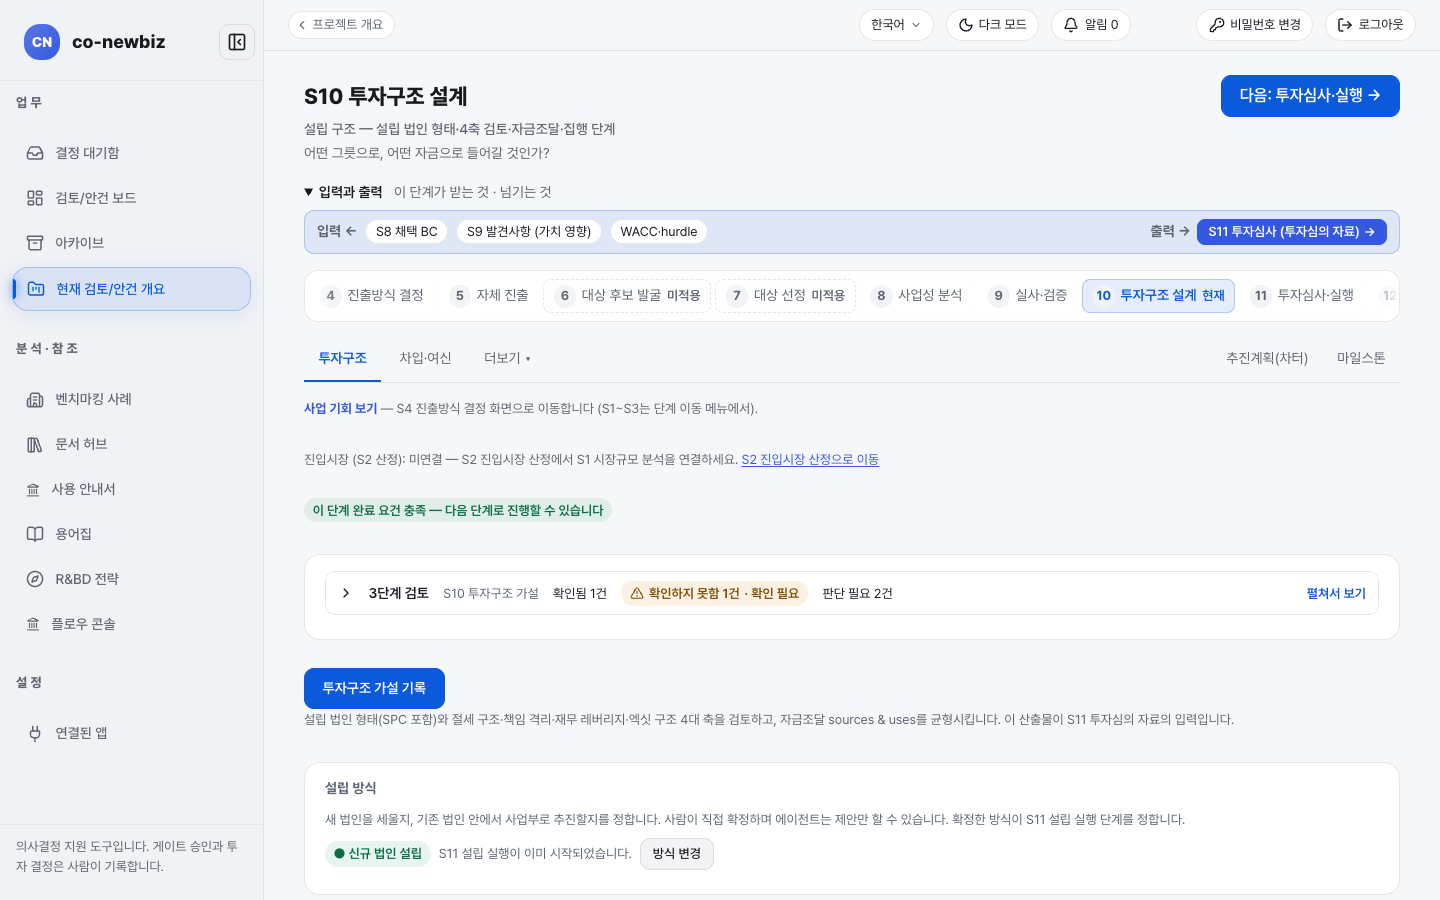 CN co-newbiz
업무
결정 대기함
검토/안건 보드
아카이브
현재 검토/안건 개요
분석·참조
벤치마킹 사례
문서 허브
사용 안내서
용어집
R&BD 전략
플로우 콘솔
설정
연결된 앱
의사결정 지원 도구입니다. 게이트 승인과 투
자 결정은 사람이 기록합니다.
프로젝트 개요
한국어
다크 모드
알림 0
비밀번호 변경
로그아웃
S10 투자구조 설계
다음: 투자심사·실행 →
설립 구조 — 설립 법인 형태·4축 검토·자금조달·집행 단계
어떤 그릇으로, 어떤 자금으로 들어갈 것인가?
▼ 입력과 출력 이 단계가 받는 것 · 넘기는 것
입력 ← S8 채택 BC S9 발견사항 (가치 영향) WACC·hurdle 출력 → S11 투자심사 (투자심의 자료) →
4 진출방식 결정 5 자체 진출 6 대상 후보 발굴 미적용 7 대상 선정 미적용 8 사업성 분석 9 실사·검증 10 투자구조 설계 현재 11 투자심사·실행 12
투자구조 차입·여신 더보기 ▾ 추진계획(차터) 마일스톤
사업 기회 보기 — S4 진출방식 결정 화면으로 이동합니다 (S1~S3는 단계 이동 메뉴에서).
진입시장 (S2 산정): 미연결 — S2 진입시장 산정에서 S1 시장규모 분석을 연결하세요. S2 진입시장 산정으로 이동
이 단계 완료 요건 충족 — 다음 단계로 진행할 수 있습니다
3단계 검토 S10 투자구조 가설 확인됨 1건 확인하지 못함 1건 · 확인 필요 판단 필요 2건 펼쳐서 보기
투자구조 가설 기록
설립 법인 형태(SPC 포함)와 절세 구조·책임 격리·재무 레버리지·엑싯 구조 4대 축을 검토하고, 자금조달 sources & uses를 균형시킵니다. 이 산출물이 S11 투자심의 자료의 입력입니다.
설립 방식
새 법인을 세울지, 기존 법인 안에서 사업부로 추진할지를 정합니다. 사람이 직접 확정하며 에이전트는 제안만 할 수 있습니다. 확정한 방식이 S11 설립 실행 단계를 정합니다.
● 신규 법인 설립 S11 설립 실행이 이미 시작되었습니다. 방식 변경